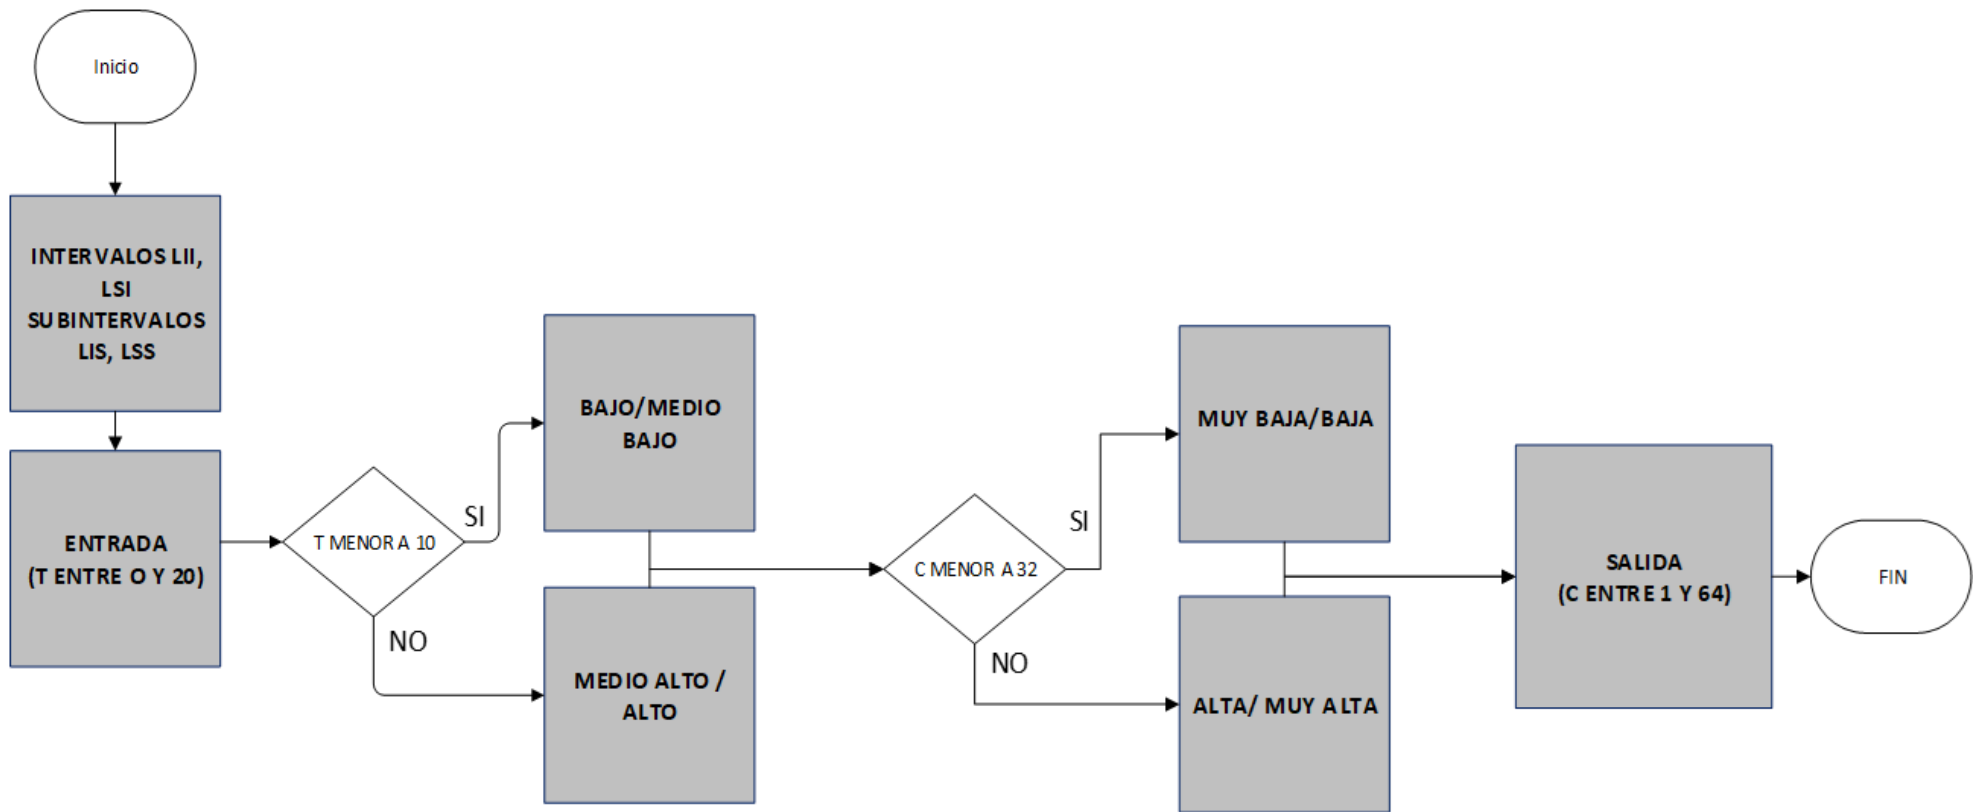 Inicio
INTERVALOS LII,
LSI
SUBINTERVALOS
LIS, LSS
ENTRADA
(T ENTRE O Y 20)
T MENOR A 10
SI
NO
BAJO/MEDIO
BAJO
MEDIO ALTO /
ALTO
C MENOR A 32
SI
NO
MUY BAJA/BAJA
ALTA/ MUY ALTA
SALIDA
(C ENTRE 1 Y 64)
FIN